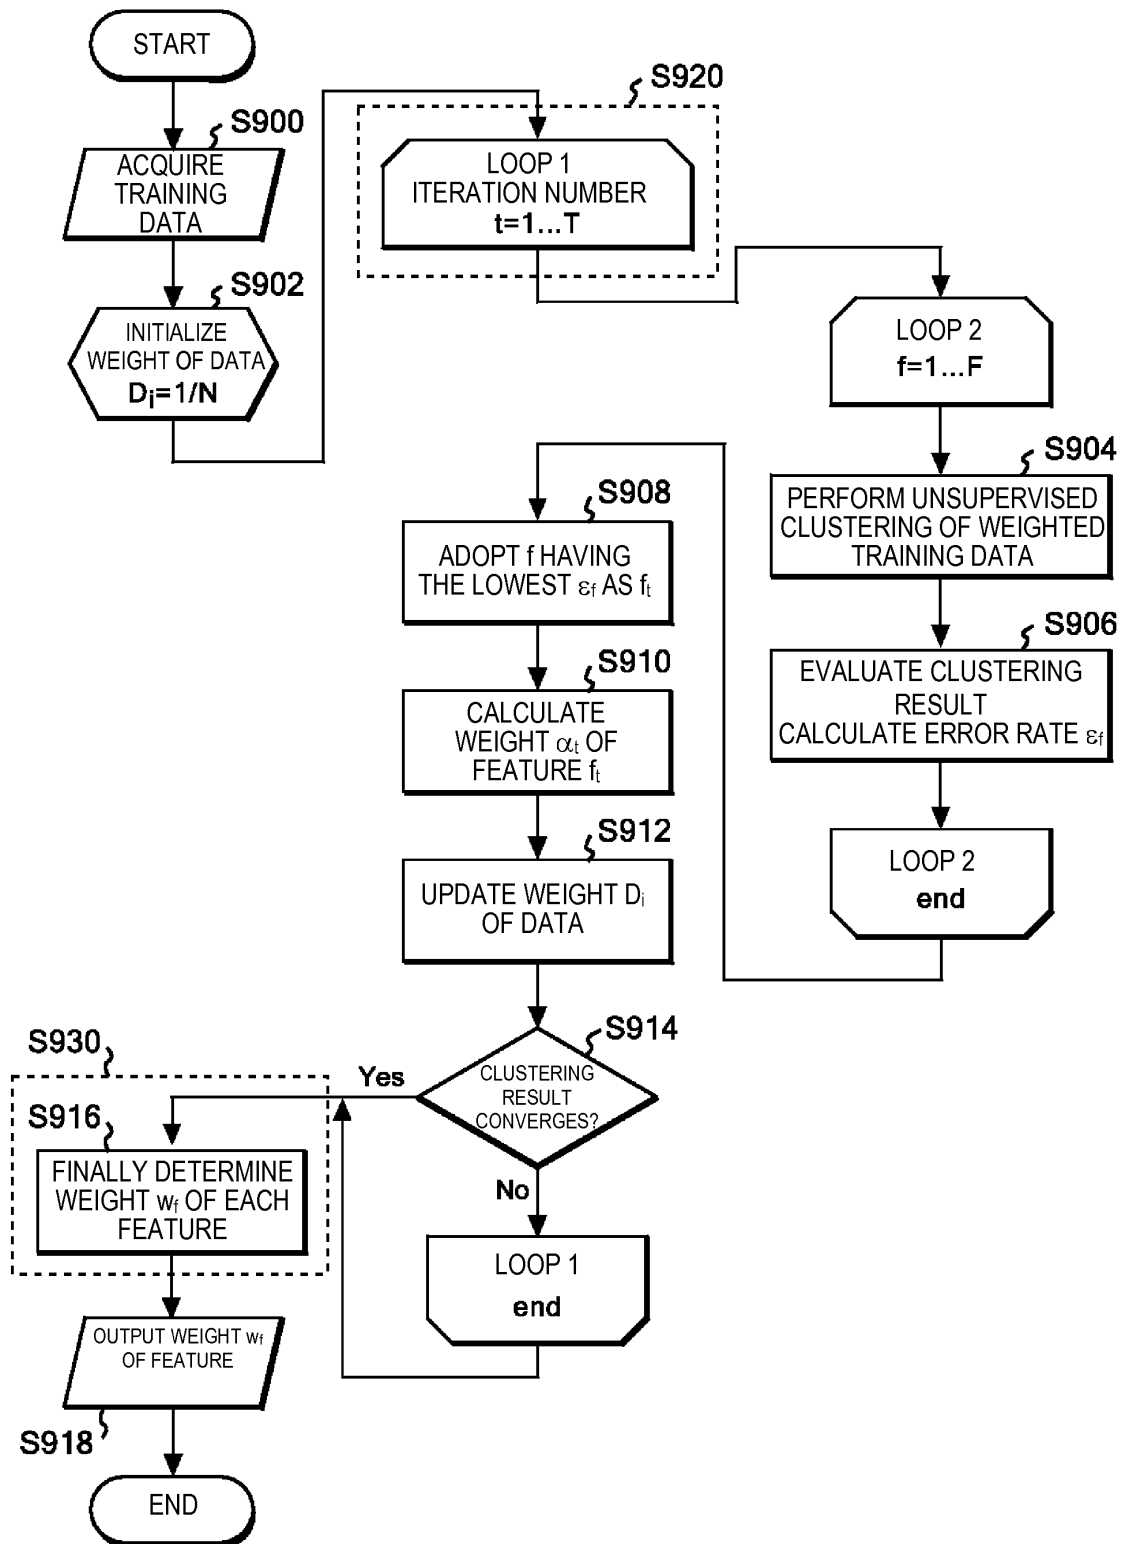 START
S900
ACQUIRE
TRAINING
DATA
S902
INITIALIZE
WEIGHT OF DATA
Di=1/N
S920
LOOP 1
ITERATION NUMBER
t=1...T
LOOP 2
f=1...F
S904
PERFORM UNSUPERVISED
CLUSTERING OF WEIGHTED
TRAINING DATA
S906
EVALUATE CLUSTERING
RESULT
CALCULATE ERROR RATE εf
LOOP 2
end
S908
ADOPT f HAVING
THE LOWEST εf AS ft
S910
CALCULATE
WEIGHT αt OF
FEATURE ft
S912
UPDATE WEIGHT Di
OF DATA
S914
CLUSTERING
RESULT
CONVERGES?
Yes
No
LOOP 1
end
S930
S916
FINALLY DETERMINE
WEIGHT wf OF EACH
FEATURE
OUTPUT WEIGHT wf
OF FEATURE
S918
END